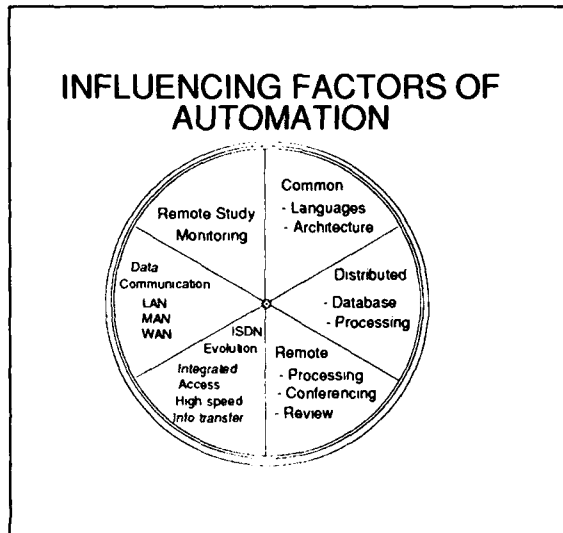 INFLUENCING FACTORS OF
AUTOMATION
Common
- Languages
- Architecture
Distributed
- Database
- Processing
Remote
- Processing
- Conferencing
- Review
ISDN
Evolution
Integrated
Access
High speed
Info transfer
Data
Communication
LAN
MAN
WAN
Remote Study
Monitoring